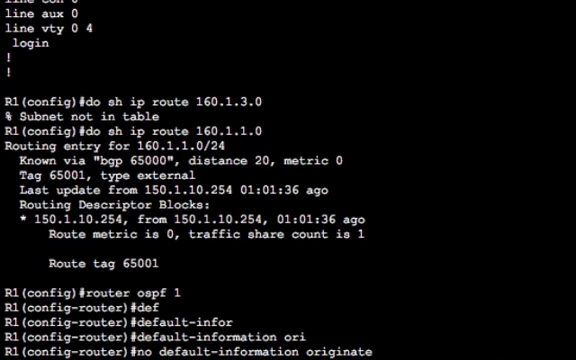 line con 0
line aux 0
line vty 0 4
login
!
!
R1(config)#do sh ip route 160.1.3.0
% Subnet not in table
R1(config)#do sh ip route 160.1.1.0
Routing entry for 160.1.1.0/24
Known via "bgp 65000", distance 20, metric 0
Tag 65001, type external
Last update from 150.1.10.254 01:01:36 ago
Routing Descriptor Blocks:
* 150.1.10.254, from 150.1.10.254, 01:01:36 ago
Route metric is 0, traffic share count is 1
Route tag 65001
R1(config)#router ospf 1
R1(config-router)#def
R1(config-router)#default-infor
R1(config-router)#default-information ori
R1(config-router)#no default-information originate